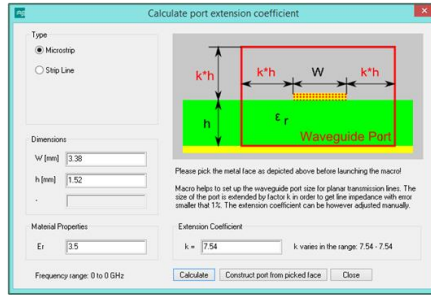 Calculate port extension coefficient
Type
Microstrip
Strip Line
k*h
k*h
W
k*h
h
ε r
Waveguide Port
Dimensions
W [mm] 3.38
h [mm] 1.52
-
Please pick the metal face as depicted above before launching the macro!
Macro helps to set up the waveguide port size for planar transmission lines. The
size of the port is extended by factor k in order to get line impedance with error
smaller that 1%. The extension coefficient can be however adjusted manually.
Material Properties
Er 3.5
Extension Coefficient
k = 7.54 k varies in the range: 7.54 - 7.54
Frequency range: 0 to 0 GHz
Calculate
Construct port from picked face
Close